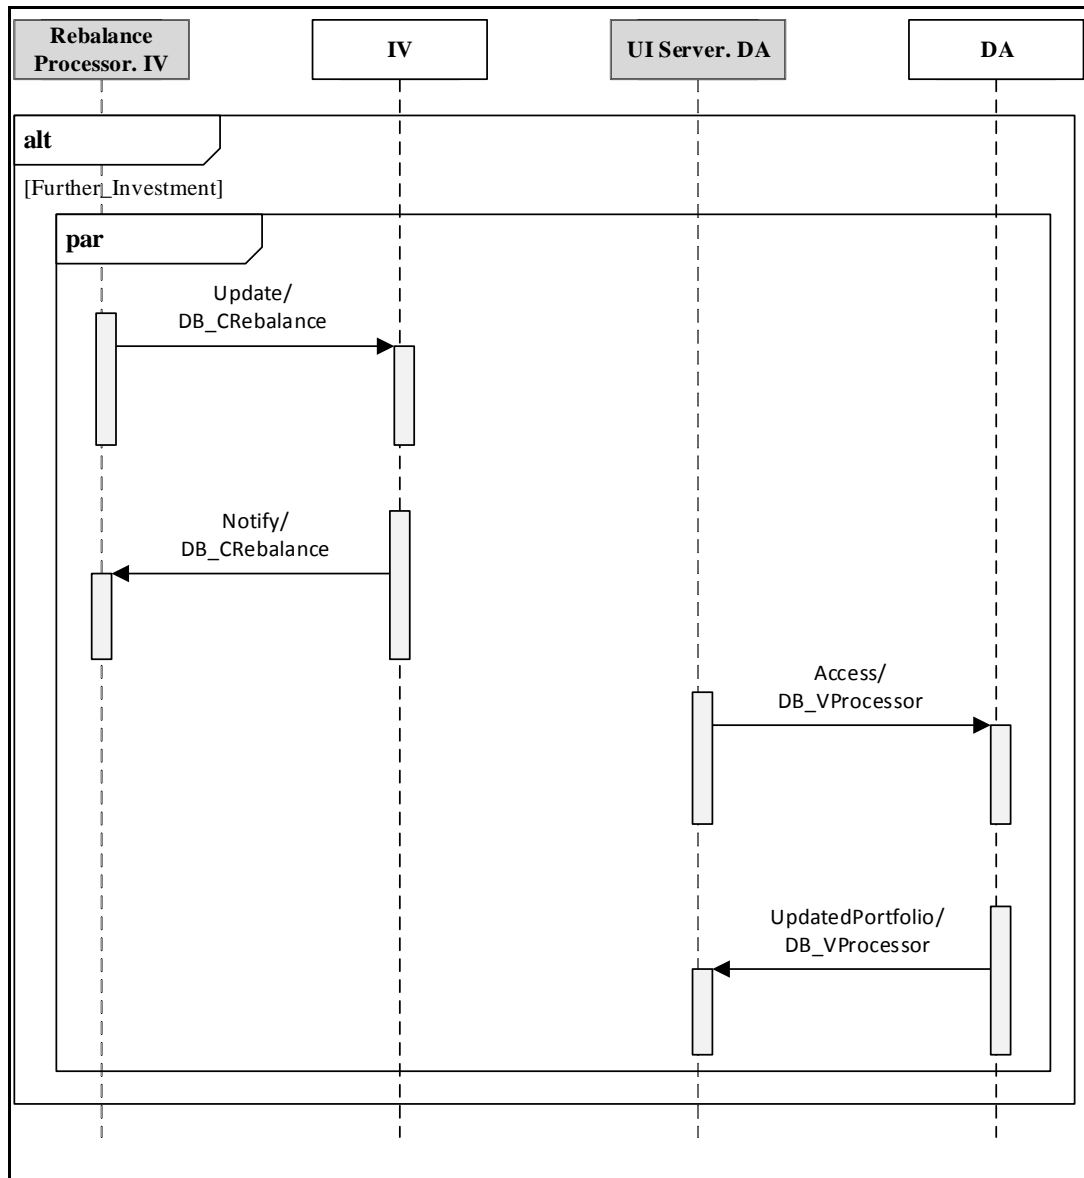 Rebalance
Processor. IV
IV
UI Server. DA
DA
alt
[Further_Investment]
par
Update/
DB_CRebalance
Notify/
DB_CRebalance
Access/
DB_VProcessor
UpdatedPortfolio/
DB_VProcessor